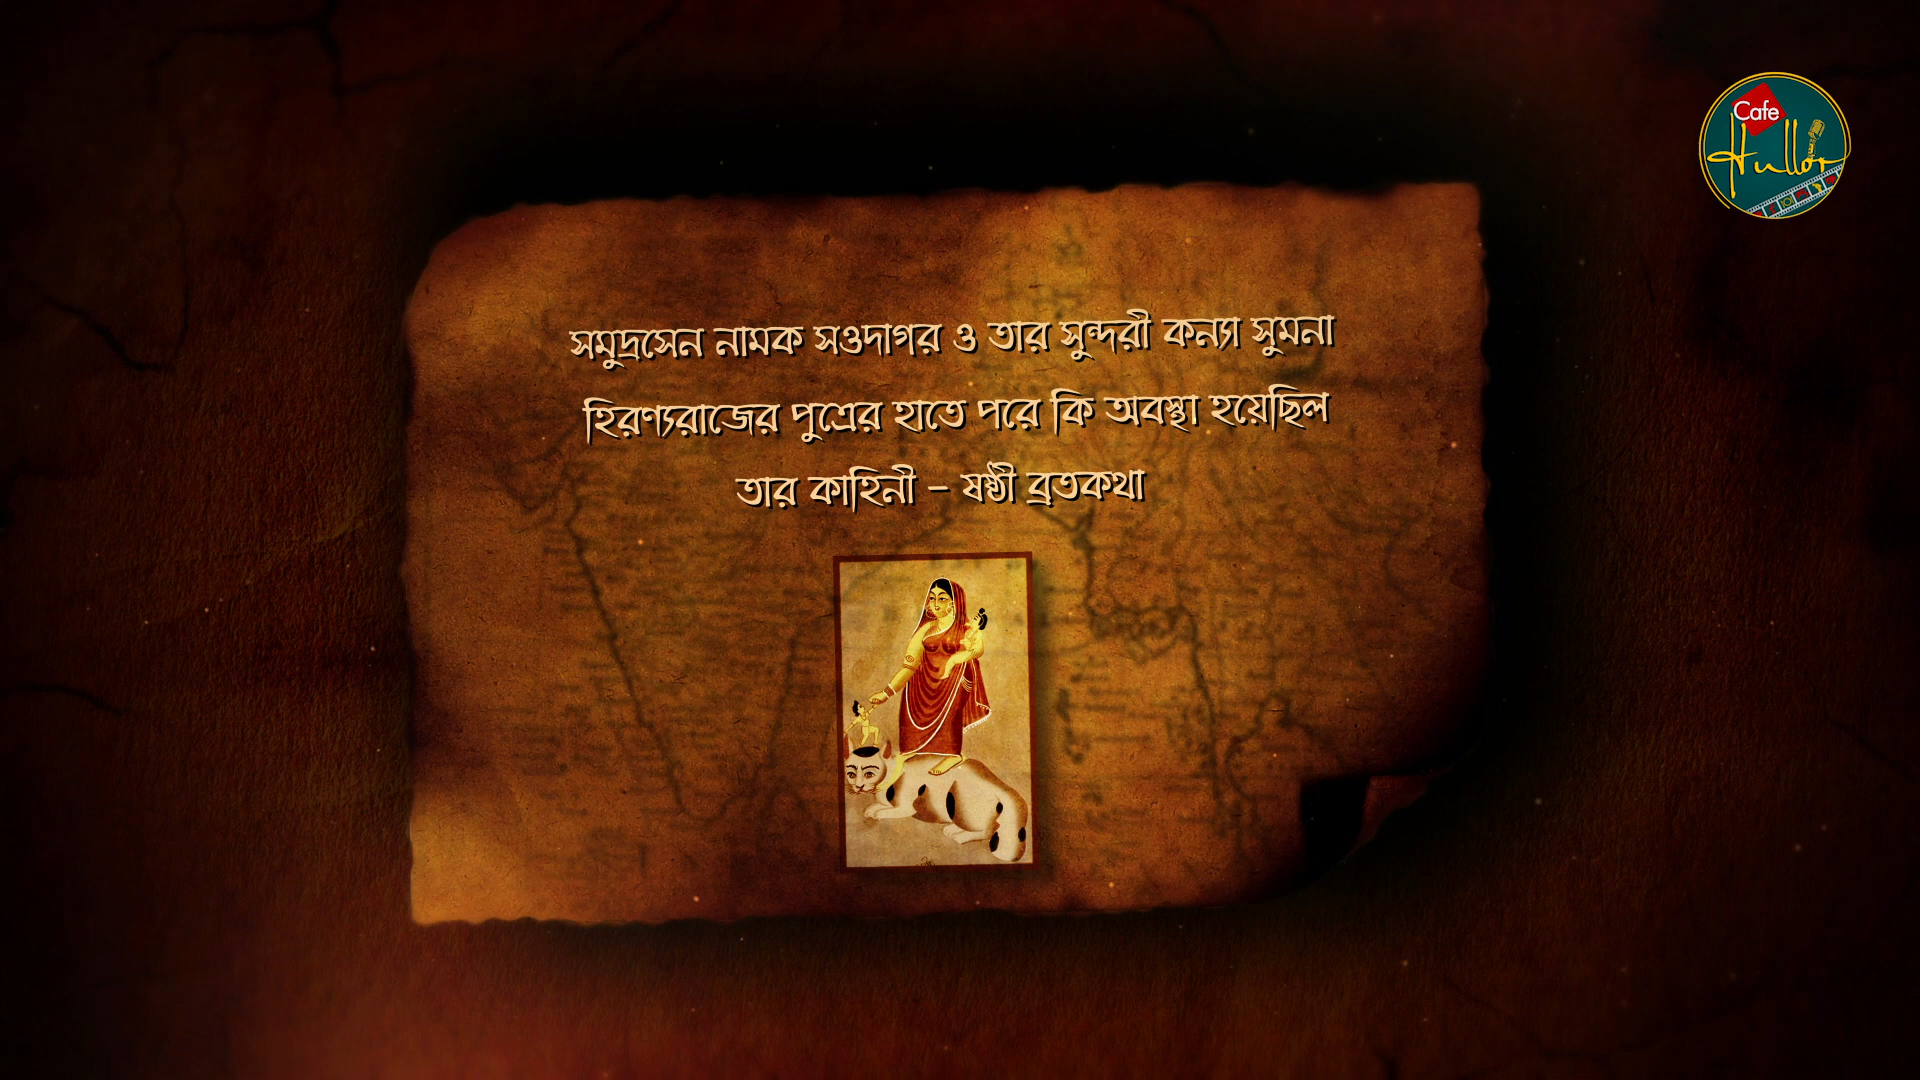 Cafe
Hullor
সমুদ্রসেন নামক সওদাগর ও তার সুন্দরী কন্যা সুমনা
হিরণ্যরাজের পুত্রের হাতে পরে কি অবস্থা হয়েছিল
তার কাহিনী - ষষ্ঠী ব্রতকথা